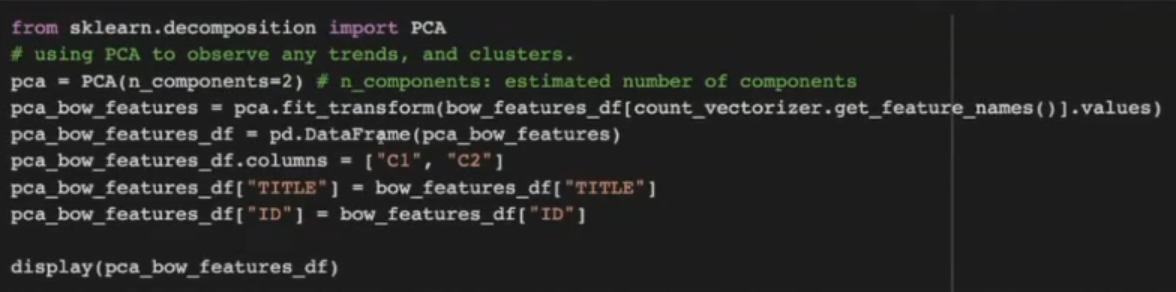 from sklearn.decomposition import PCA
# using PCA to observe any trends, and clusters.
pca = PCA(n_components=2) # n_components: estimated number of components
pca_bow_features = pca.fit_transform(bow_features_df[count_vectorizer.get_feature_names()].values)
pca_bow_features_df = pd.DataFrame(pca_bow_features)
pca_bow_features_df.columns = ["C1", "C2"]
pca_bow_features_df["TITLE"] = bow_features_df["TITLE"]
pca_bow_features_df["ID"] = bow_features_df["ID"]
display(pca_bow_features_df)